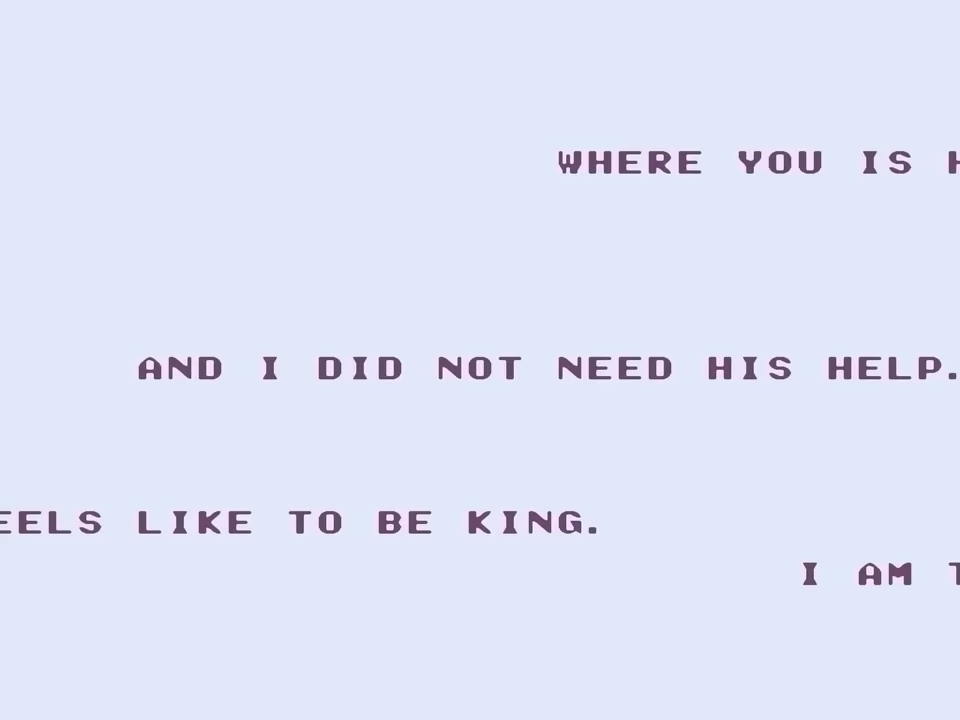 WHERE YOU IS
AND I DID NOT NEED HIS HELP.
EELS LIKE TO BE KING.
I AM